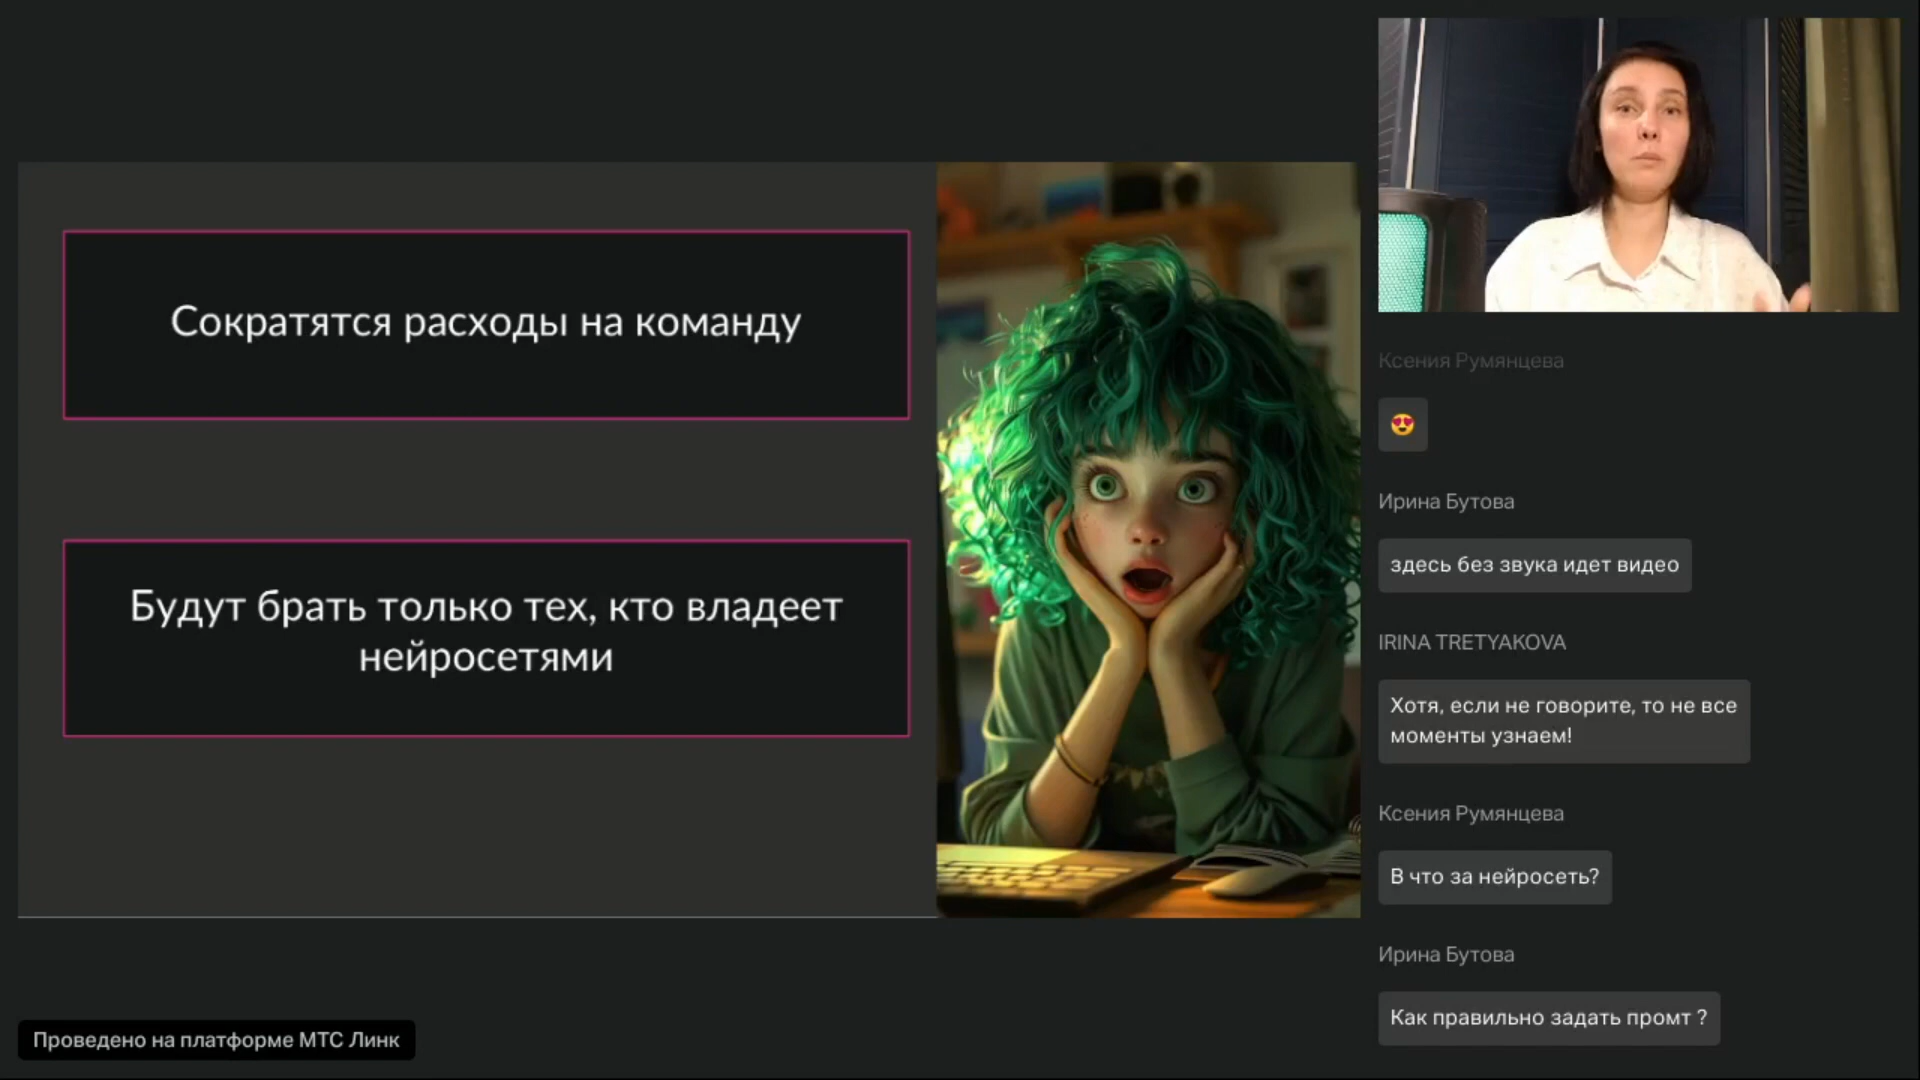 Сократятся расходы на команду
Будут брать только тех, кто владеет
нейросетями
Проведено на платформе МТС Линк
Ксения Румянцева
😍
Ирина Бутова
здесь без звука идет видео
IRINA TRETYAKOVA
Хотя, если не говорите, то не все
моменты узнаем!
Ксения Румянцева
В что за нейросеть?
Ирина Бутова
Как правильно задать промт ?